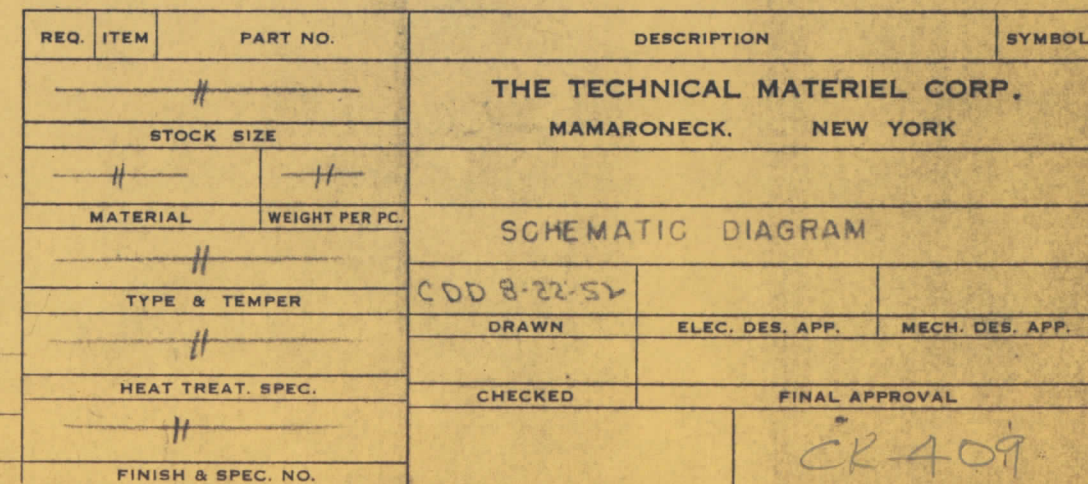 REQ. ITEM PART NO. DESCRIPTION SYMBOL
THE TECHNICAL MATERIEL CORP.
MAMARONECK. NEW YORK
STOCK SIZE
MATERIAL WEIGHT PER PC.
SCHEMATIC DIAGRAM
TYPE & TEMPER
CDD 8-22-52
DRAWN ELEC. DES. APP. MECH. DES. APP.
HEAT TREAT. SPEC.
CHECKED FINAL APPROVAL
CK-409
FINISH & SPEC. NO.